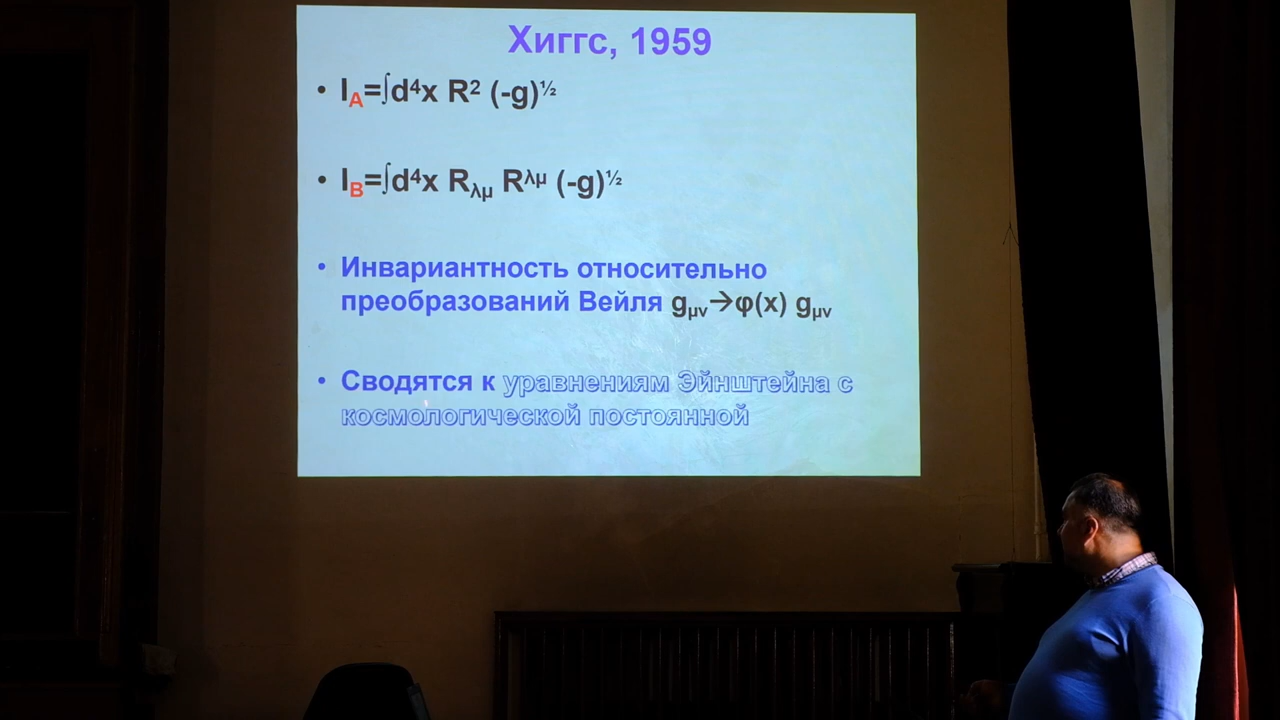 Хиггс, 1959
• I_A=∫d⁴x R² (-g)^½
• I_B=∫d⁴x R_λμ R^λμ (-g)^½
• Инвариантность относительно
преобразований Вейля g_μν→φ(x) g_μν
• Сводятся к уравнениям Эйнштейна с
космологической постоянной